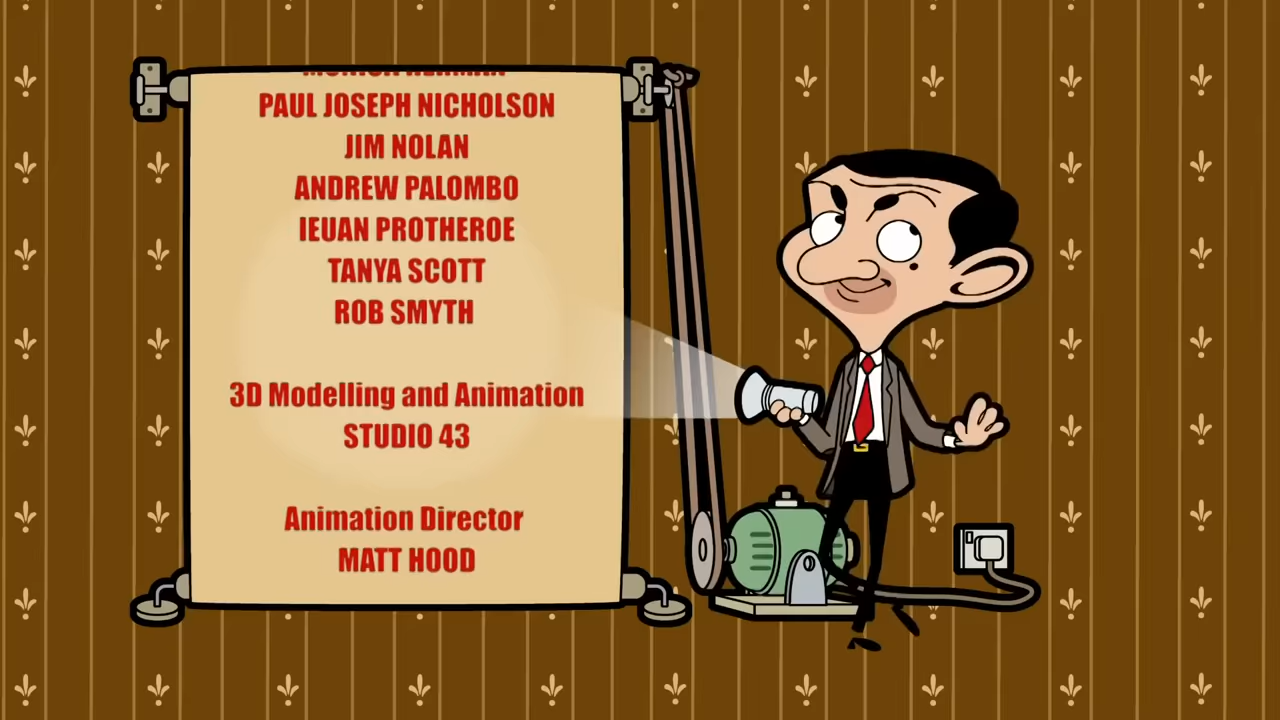 PAUL JOSEPH NICHOLSON
JIM NOLAN
ANDREW PALOMBO
IEUAN PROTHEROE
TANYA SCOTT
ROB SMYTH
3D Modelling and Animation
STUDIO 43
Animation Director
MATT HOOD